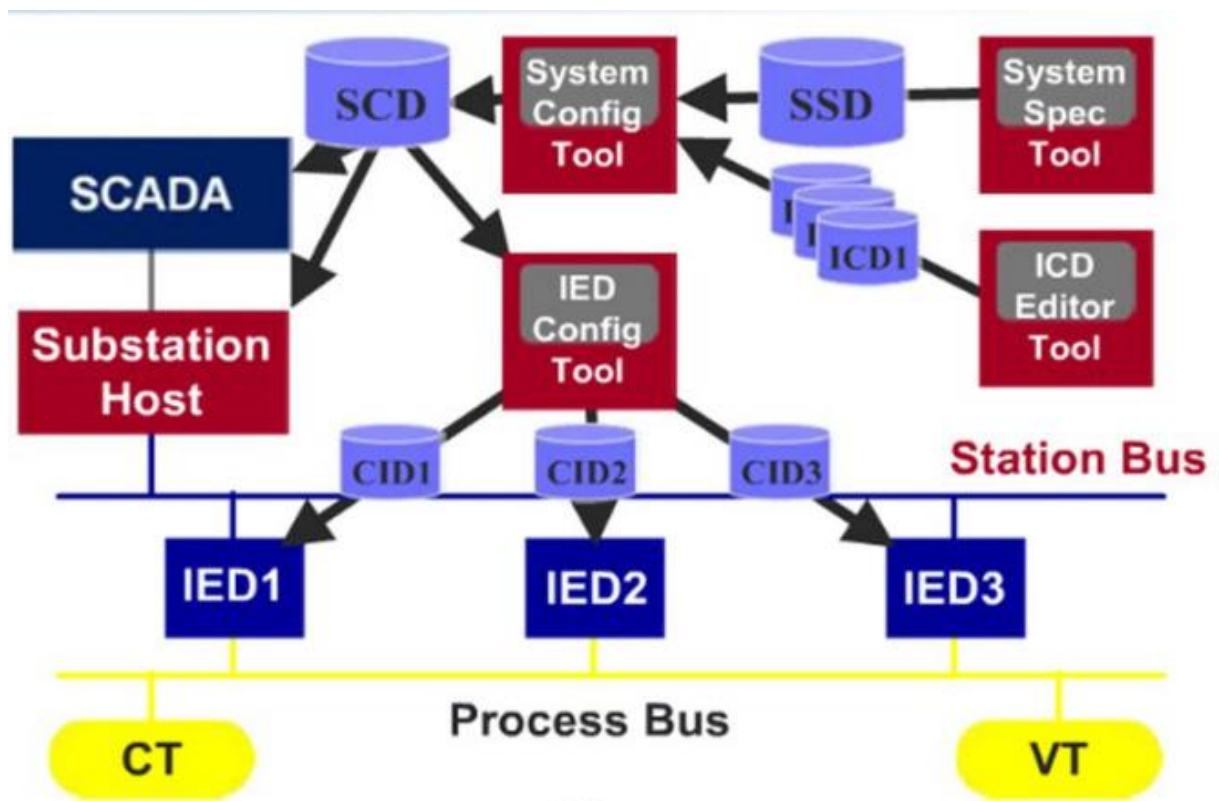 SCD
System
Config
Tool
SSD
System
Spec
Tool
SCADA
ICD1
ICD
Editor
Tool
Substation
Host
IED
Config
Tool
CID1
CID2
CID3
Station Bus
IED1
IED2
IED3
Process Bus
CT
VT